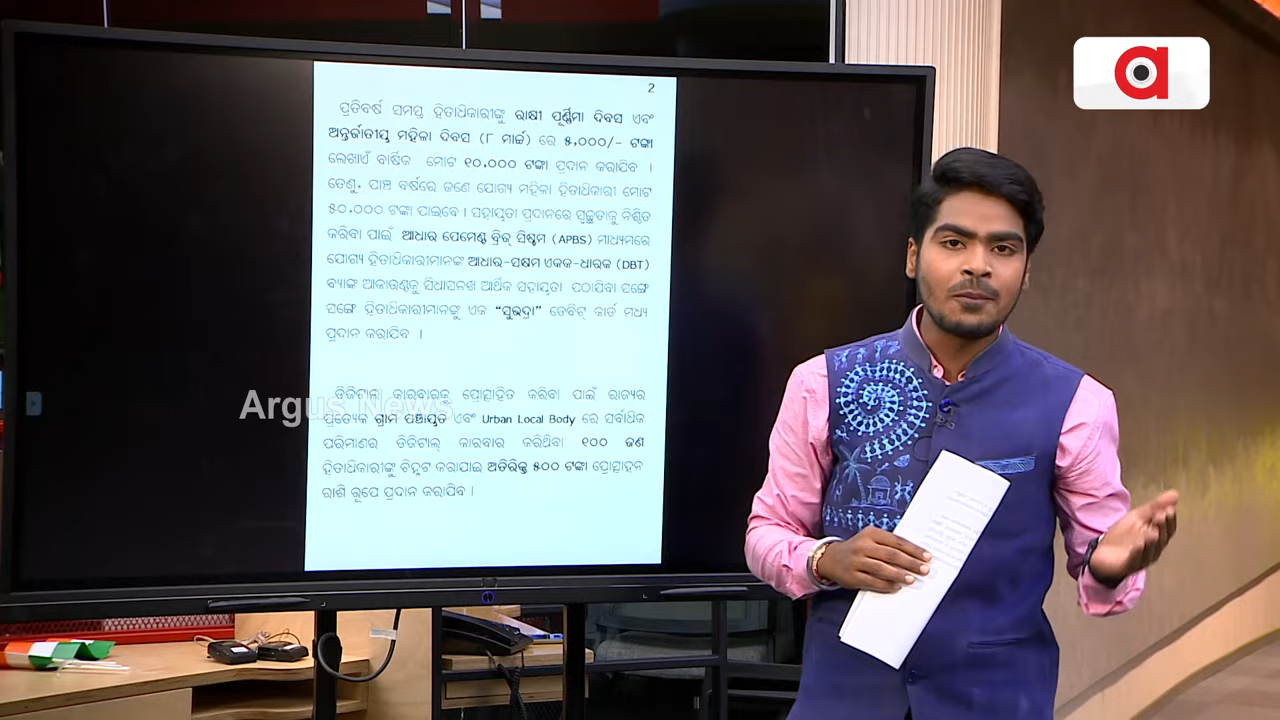 2
ପ୍ରତିବର୍ଷ ସମସ୍ତ ହିତାଧିକାରୀଙ୍କୁ ରାକ୍ଷୀ ପୂର୍ଣ୍ଣିମା ଦିବସ ଏବଂ
ଅନ୍ତର୍ଜାତୀୟ ମହିଳା ଦିବସ (୮ ମାର୍ଚ୍ଚ) ରେ ୫,୦୦୦/- ଟଙ୍କା
ଲେଖାଏଁ ବାର୍ଷିକ ମୋଟ ୧୦,୦୦୦ ଟଙ୍କା ପ୍ରଦାନ କରାଯିବ ।
ତେଣୁ, ପାଞ୍ଚ ବର୍ଷରେ ଜଣେ ଯୋଗ୍ୟ ମହିଳା ହିତାଧିକାରୀ ମୋଟ
୫୦,୦୦୦ ଟଙ୍କା ପାଇବେ । ସହାୟତା ପ୍ରଦାନରେ ସ୍ୱଚ୍ଛତାକୁ ନିଶ୍ଚିତ
କରିବା ପାଇଁ ଆଧାର ପେମେଣ୍ଟ ବ୍ରିଜ୍ ସିଷ୍ଟମ (APBS) ମାଧ୍ୟମରେ
ଯୋଗ୍ୟ ହିତାଧିକାରୀମାନଙ୍କ ଆଧାର-ସକ୍ଷମ ଏକକ-ଧାରକ (DBT)
ବ୍ୟାଙ୍କ ଆକାଉଣ୍ଟକୁ ସିଧାସଳଖ ଆର୍ଥିକ ସହାୟତା ପଠାଯିବା ସଙ୍ଗେ
ସଙ୍ଗେ ହିତାଧିକାରୀମାନଙ୍କୁ ଏକ “ସୁଭଦ୍ରା” ଡେବିଟ୍ କାର୍ଡ ମଧ୍ୟ
ପ୍ରଦାନ କରାଯିବ ।
ଡିଜିଟାଲ କାରବାରକୁ ପ୍ରୋତ୍ସାହିତ କରିବା ପାଇଁ ରାଜ୍ୟର
ପ୍ରତ୍ୟେକ ଗ୍ରାମ ପଞ୍ଚାୟତ ଏବଂ Urban Local Body ରେ ସର୍ବାଧିକ
ପରିମାଣର ଡିଜିଟାଲ୍ କାରବାର କରିଥିବା ୧୦୦ ଜଣ
ହିତାଧିକାରୀଙ୍କୁ ଚିହ୍ନଟ କରାଯାଇ ଅତିରିକ୍ତ ୫୦୦ ଟଙ୍କା ପ୍ରୋତ୍ସାହନ
ରାଶି ରୂପେ ପ୍ରଦାନ କରାଯିବ ।
Argus News
a